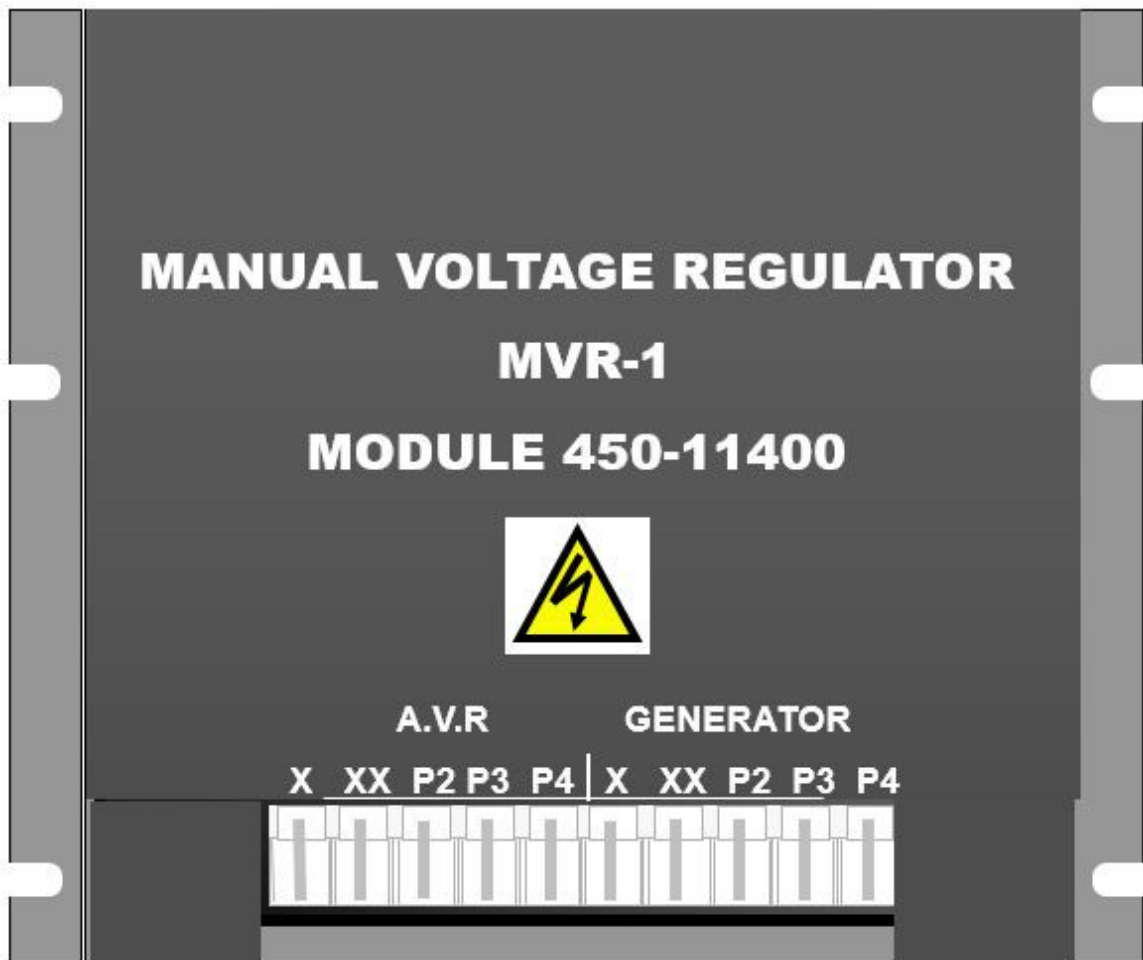 MANUAL VOLTAGE REGULATOR
MVR-1
MODULE 450-11400
A.V.R GENERATOR
X XX P2 P3 P4 X XX P2 P3 P4